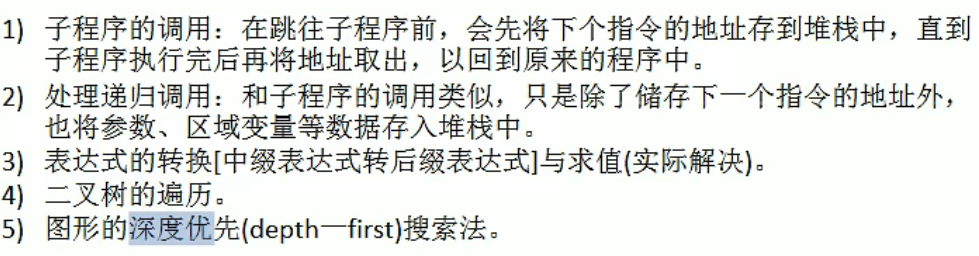 1) 子程序的调用：在跳往子程序前，会先将下个指令的地址存到堆栈中，直到
子程序执行完后再将地址取出，以回到原来的程序中。
2) 处理递归调用：和子程序的调用类似，只是除了储存下一个指令的地址外，
也将参数、区域变量等数据存入堆栈中。
3) 表达式的转换[中缀表达式转后缀表达式]与求值(实际解决)。
4) 二叉树的遍历。
5) 图形的深度优先(depth一first)搜索法。